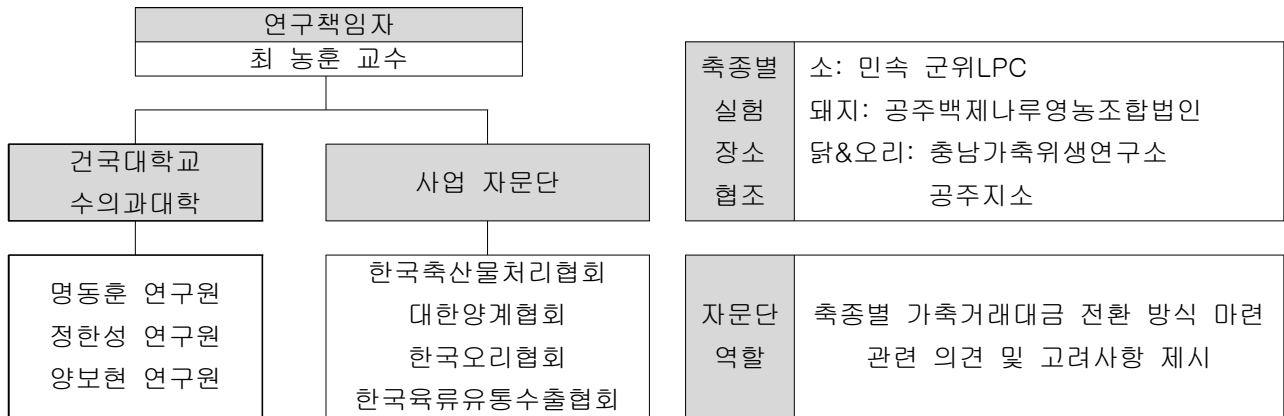 연구책임자
최 농훈 교수
건국대학교
수의과대학
사업 자문단
명동훈 연구원
정한성 연구원
양보현 연구원
한국축산물처리협회
대한양계협회
한국오리협회
한국육류유통수출협회
축종별
실험
장소
협조
소: 민속 군위LPC
돼지: 공주백제나루영농조합법인
닭&오리: 충남가축위생연구소
공주지소
자문단
역할
축종별 가축거래대금 전환 방식 마련
관련 의견 및 고려사항 제시